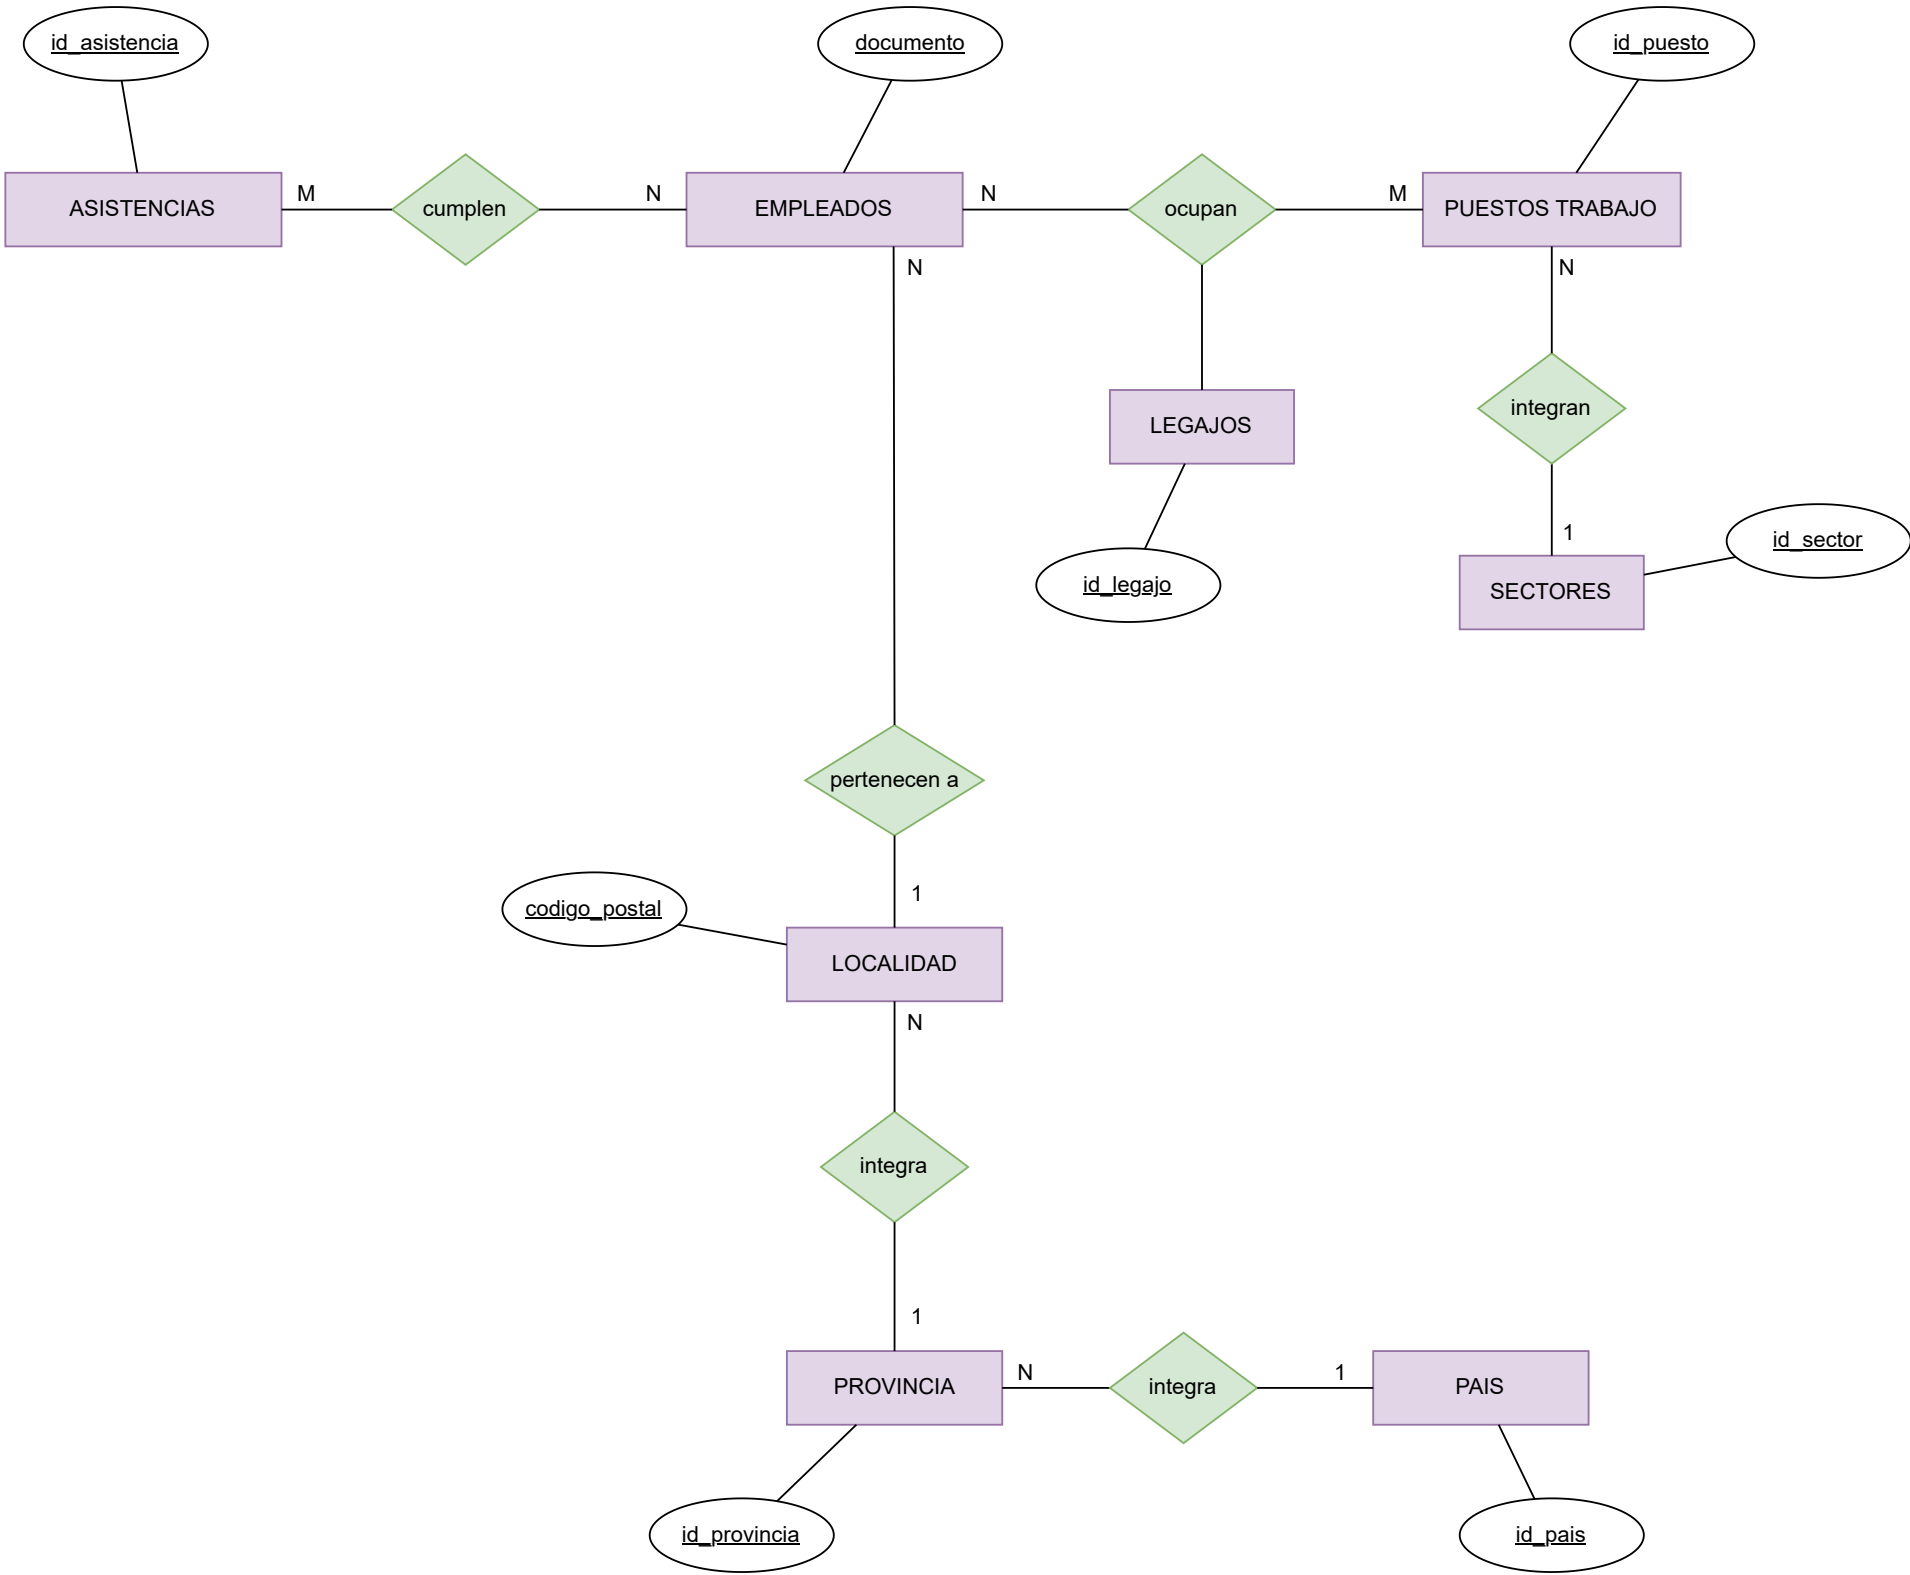 id_asistencia
documento
id_puesto
ASISTENCIAS
M
cumplen
N
EMPLEADOS
N
ocupan
M
PUESTOS TRABAJO
N
N
integran
LEGAJOS
1
id_sector
id_legajo
SECTORES
pertenecen a
1
codigo_postal
LOCALIDAD
N
integra
1
PROVINCIA
N
integra
1
PAIS
id_provincia
id_pais